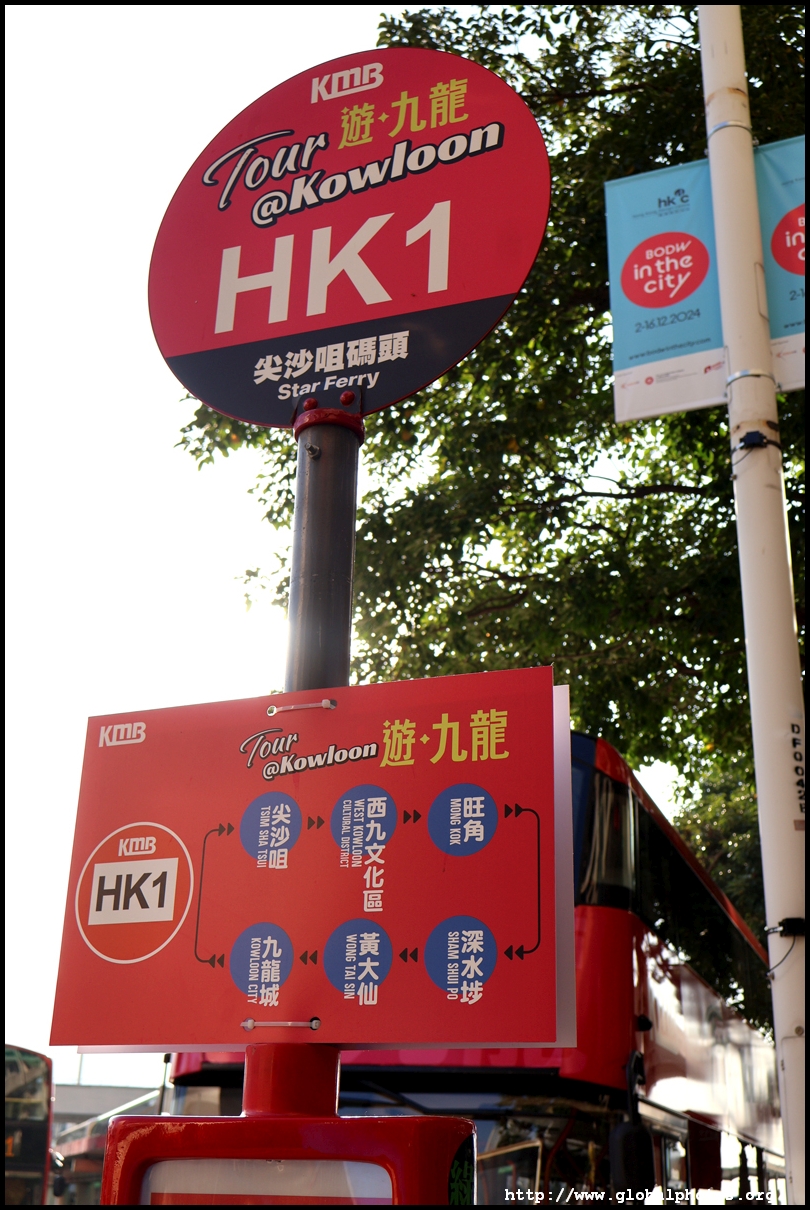 KMB
遊·九龍
Tour
@Kowloon
HK1
尖沙咀碼頭
Star Ferry
BODW
in the
city
2-16.12.2024
www.bodwinthecity.com
KMB
Tour
@Kowloon
遊·九龍
KMB
HK1
尖沙咀
TSIM SHA TSUI
西九文化區
WEST KOWLOON
CULTURAL DISTRICT
旺角
MONG KOK
九龍城
KOWLOON CITY
黃大仙
WONG TAI SIN
深水埗
SHAM SHUI PO
http://www.globalphotos.org